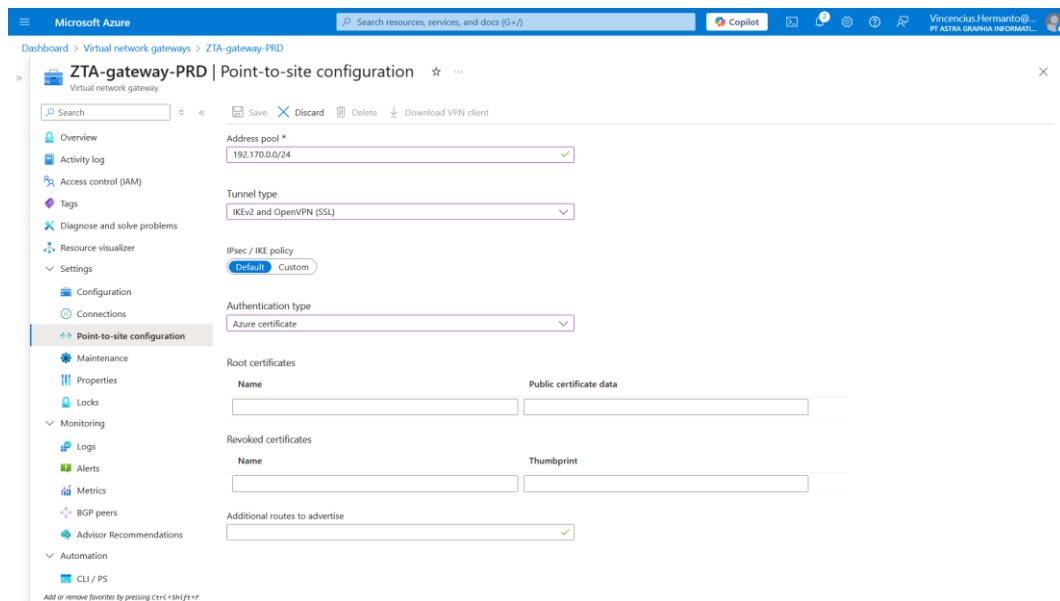 Microsoft Azure
Search resources, services, and docs (G+/)
Copilot
2
Vincencius.Hermanto@...
PT ASTRA GRAPHIA INFORMATI...
Dashboard > Virtual network gateways > ZTA-gateway-PRD
ZTA-gateway-PRD | Point-to-site configuration
Virtual network gateway
Search
Save Discard Delete Download VPN client
Overview
Activity log
Access control (IAM)
Tags
Diagnose and solve problems
Resource visualizer
Settings
Configuration
Connections
Point-to-site configuration
Maintenance
Properties
Locks
Monitoring
Logs
Alerts
Metrics
BGP peers
Advisor Recommendations
Automation
CLI / PS
Add or remove favorites by pressing Ctrl+Shift+F
Address pool *
192.170.0.0/24
Tunnel type
IKEv2 and OpenVPN (SSL)
IPsec / IKE policy
Default Custom
Authentication type
Azure certificate
Root certificates
Name Public certificate data
Revoked certificates
Name Thumbprint
Additional routes to advertise